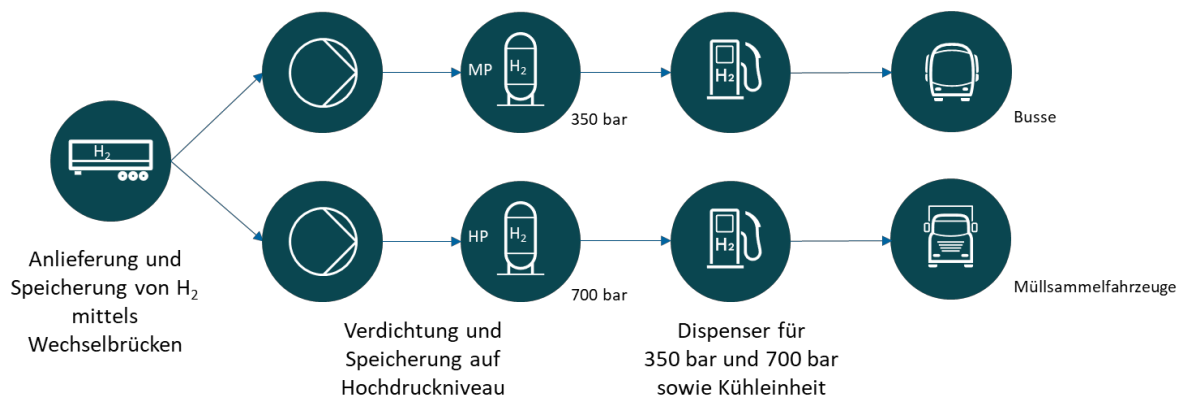 MP
H₂
350 bar
H₂
Busse
H₂
HP
H₂
700 bar
H₂
Müllsammelfahrzeuge
Anlieferung und
Speicherung von H₂
mittels
Wechselbrücken
Verdichtung und
Speicherung auf
Hochdruckniveau
Dispenser für
350 bar und 700 bar
sowie Kühleinheit